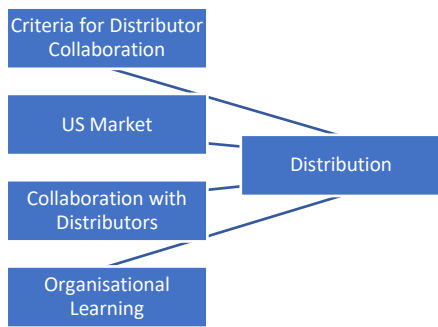 Criteria for Distributor
Collaboration
US Market
Distribution
Collaboration with
Distributors
Organisational
Learning